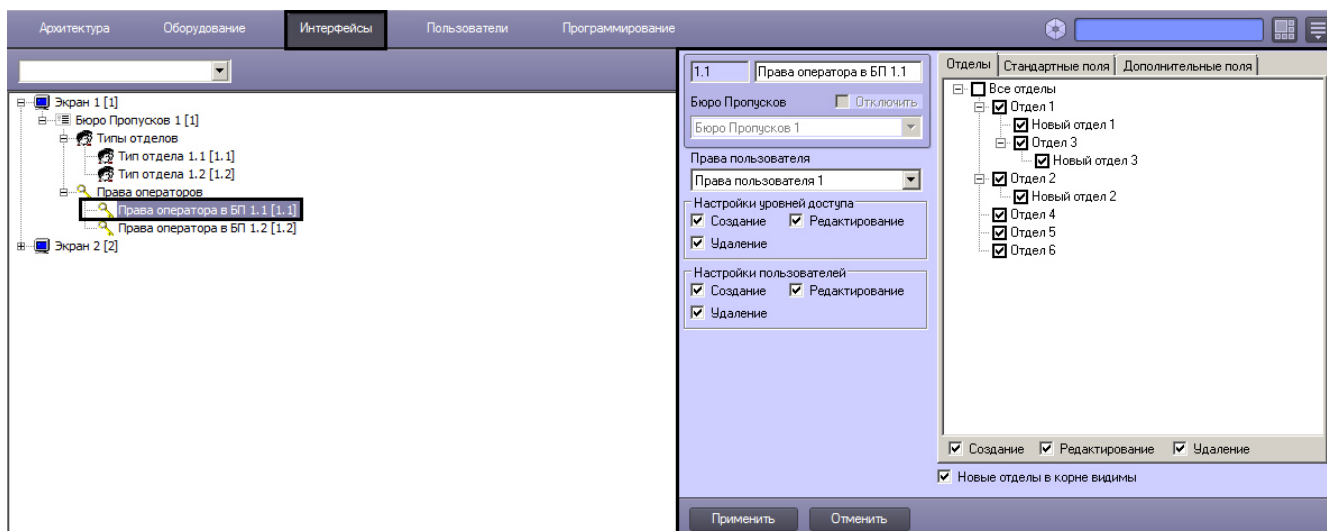 Архитектура Оборудование Интерфейсы Пользователи Программирование
Экран 1 [1]
Бюро Пропусков 1 [1]
Типы отделов
Тип отдела 1.1 [1.1]
Тип отдела 1.2 [1.2]
Права операторов
Права оператора в БП 1.1 [1.1]
Права оператора в БП 1.2 [1.2]
Экран 2 [2]
1.1 Права оператора в БП 1.1
Бюро Пропусков Отключить
Бюро Пропусков 1
Права пользователя
Права пользователя 1
Настройки уровней доступа
Создание Редактирование
Удаление
Настройки пользователей
Создание Редактирование
Удаление
Отделы Стандартные поля Дополнительные поля
Все отделы
Отдел 1
Новый отдел 1
Отдел 3
Новый отдел 3
Отдел 2
Новый отдел 2
Отдел 4
Отдел 5
Отдел 6
Создание Редактирование Удаление
Новые отделы в корне видимы
Применить Отменить